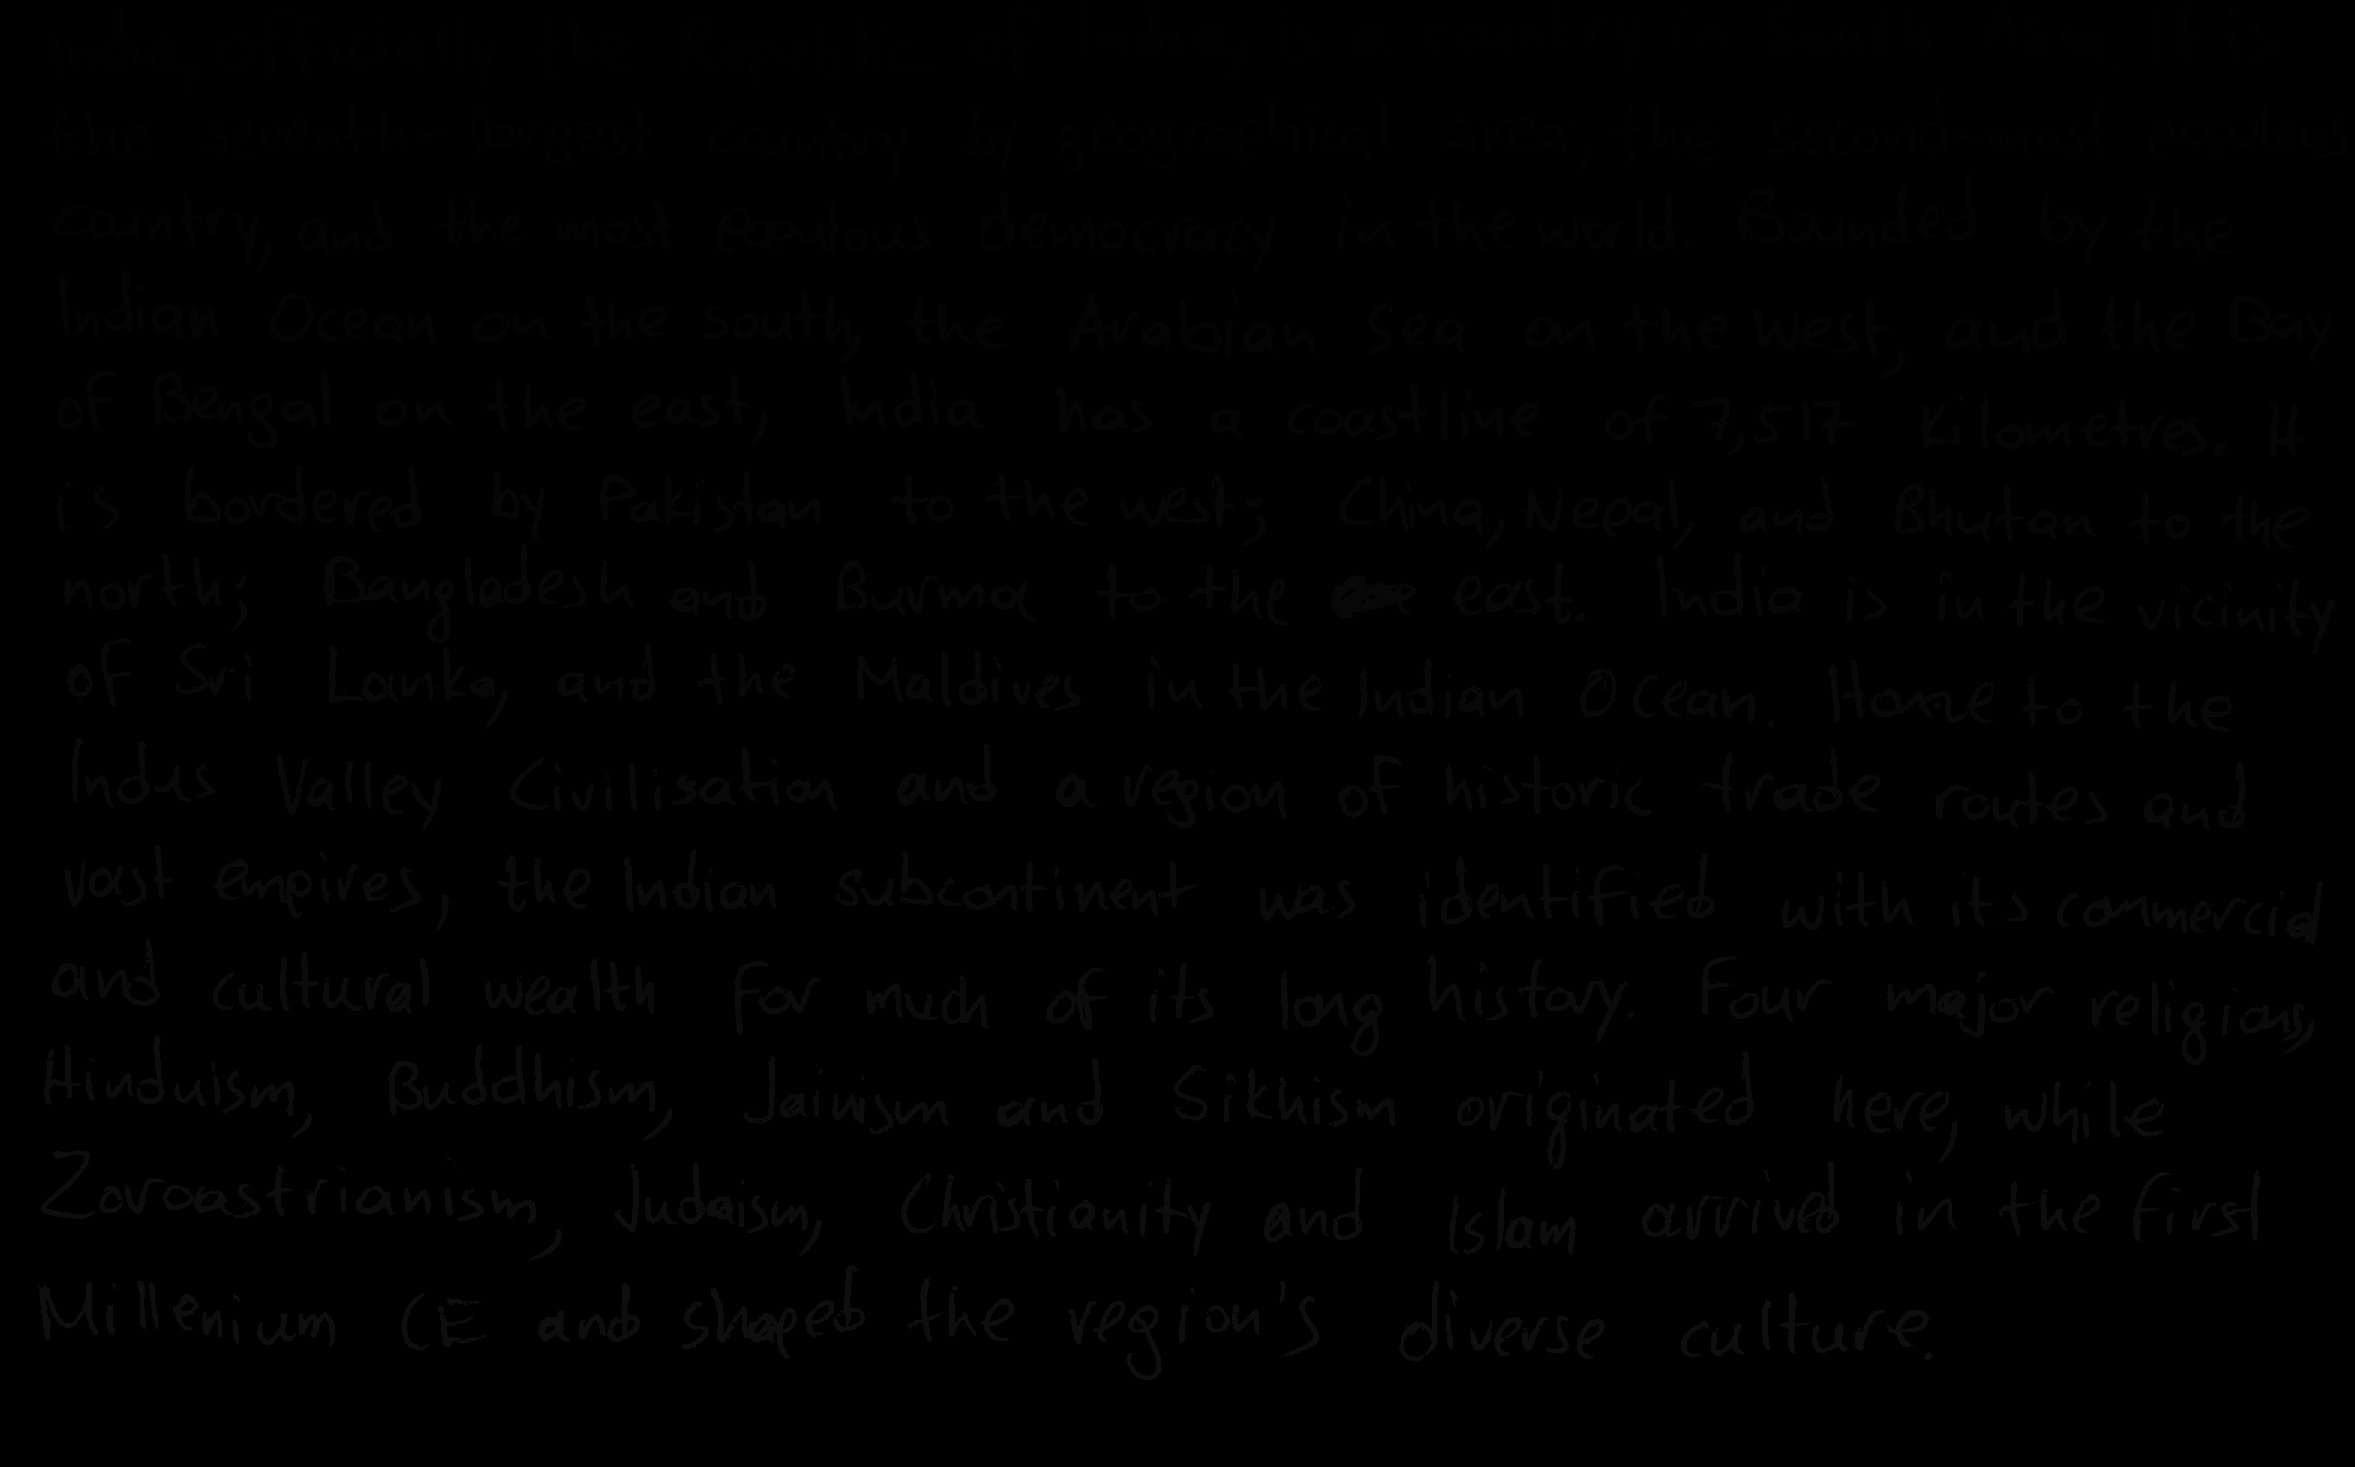 India, officially the Republic of India, is a country in South Asia. It is
the seventh-largest country by geographical area, the second-most populous
country, and the most populous democracy in the world. Bounded by the
Indian Ocean on the south, the Arabian Sea on the west, and the Bay
of Bengal on the east, India has a coastline of 7,517 kilometres. It
is bordered by Pakistan to the west; China, Nepal, and Bhutan to the
north; Bangladesh and Burma to the east. India is in the vicinity
of Sri Lanka, and the Maldives in the Indian Ocean. Home to the
Indus Valley Civilisation and a region of historic trade routes and
vast empires, the Indian subcontinent was identified with its commercial
and cultural wealth for much of its long history. Four major religions,
Hinduism, Buddhism, Jainism and Sikhism originated here, while
Zoroastrianism, Judaism, Christianity and Islam arrived in the first
Millenium CE and shaped the region's diverse culture.